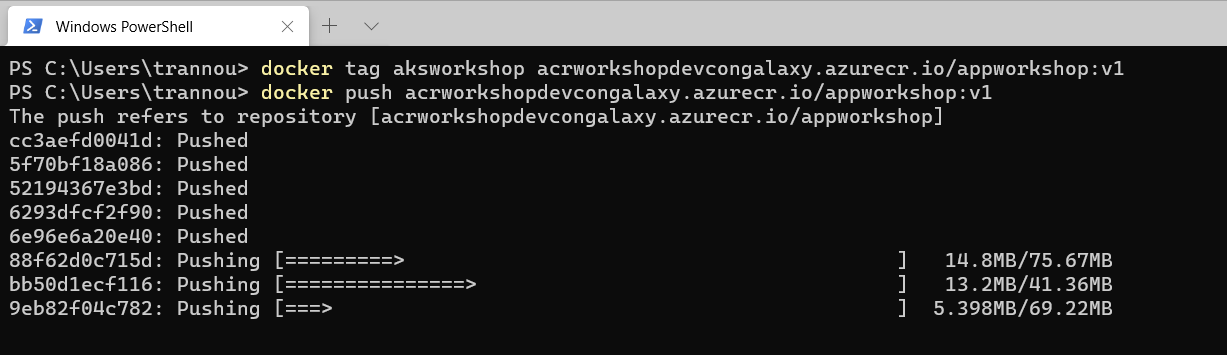 Windows PowerShell
PS C:\Users\trannou> docker tag aksworkshop acrworkshopdevcongalaxy.azurecr.io/appworkshop:v1
PS C:\Users\trannou> docker push acrworkshopdevcongalaxy.azurecr.io/appworkshop:v1
The push refers to repository [acrworkshopdevcongalaxy.azurecr.io/appworkshop]
cc3aefd0041d: Pushed
5f70bf18a086: Pushed
52194367e3bd: Pushed
6293dfcf2f90: Pushed
6e96e6a20e40: Pushed
88f62d0c715d: Pushing [=========>                                         ]   14.8MB/75.67MB
bb50d1ecf116: Pushing [===============>                                   ]   13.2MB/41.36MB
9eb82f04c782: Pushing [===>                                               ]  5.398MB/69.22MB